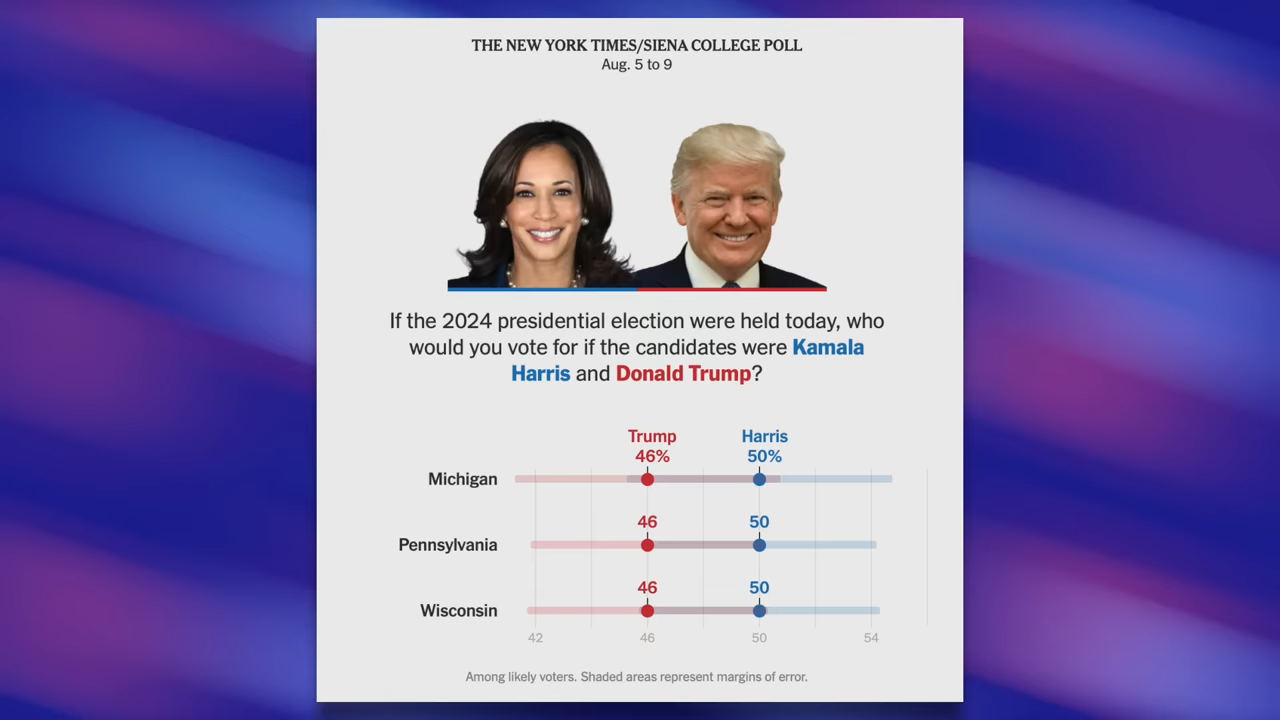 THE NEW YORK TIMES/SIENA COLLEGE POLL
Aug. 5 to 9
If the 2024 presidential election were held today, who
would you vote for if the candidates were Kamala
Harris and Donald Trump?
Trump Harris
46% 50%
Michigan
46 50
Pennsylvania
46 50
Wisconsin
42 46 50 54
Among likely voters. Shaded areas represent margins of error.